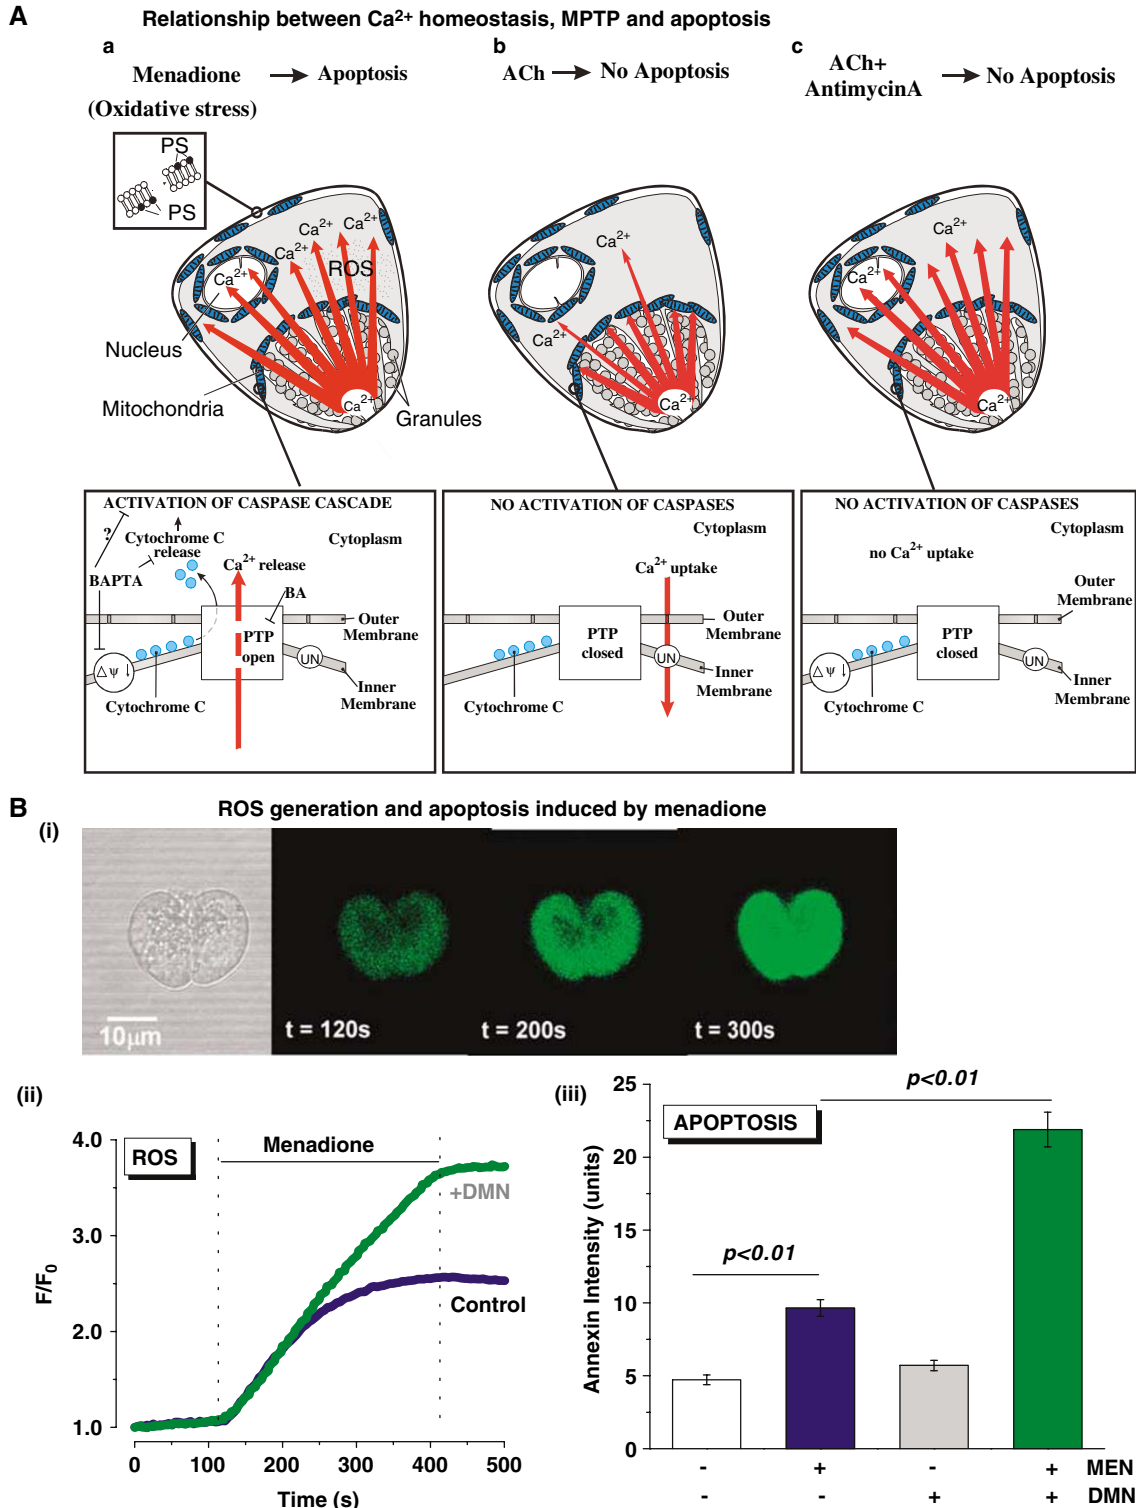 A
Relationship between Ca2+ homeostasis, MPTP and apoptosis
a
Menadione → Apoptosis
(Oxidative stress)
b
ACh → No Apoptosis
c
ACh+
AntimycinA → No Apoptosis
PS
PS
Ca2+
Ca2+
Ca2+
Ca2+
Ca2+
ROS
Ca2+
Nucleus
Mitochondria
Granules
Ca2+
Ca2+
Ca2+
Ca2+
Ca2+
Ca2+
ACTIVATION OF CASPASE CASCADE
?
Cytochrome C
release
Cytoplasm
Ca2+ release
BAPTA
BA
PTP
open
Outer
Membrane
UN
ΔΨ↓
Inner
Membrane
Cytochrome C
NO ACTIVATION OF CASPASES
Cytoplasm
Ca2+ uptake
PTP
closed
Outer
Membrane
UN
Inner
Membrane
Cytochrome C
NO ACTIVATION OF CASPASES
Cytoplasm
no Ca2+ uptake
Outer
Membrane
PTP
closed
UN
ΔΨ↓
Inner
Membrane
Cytochrome C
B
ROS generation and apoptosis induced by menadione
(i)
10μm
t = 120s
t = 200s
t = 300s
(ii)
ROS
Menadione
+DMN
Control
F/F0
4.0
3.0
2.0
1.0
0 100 200 300 400 500
Time (s)
(iii)
APOPTOSIS
p<0.01
p<0.01
Annexin Intensity (units)
25
20
15
10
5
0
- + - + MEN
- - + + DMN